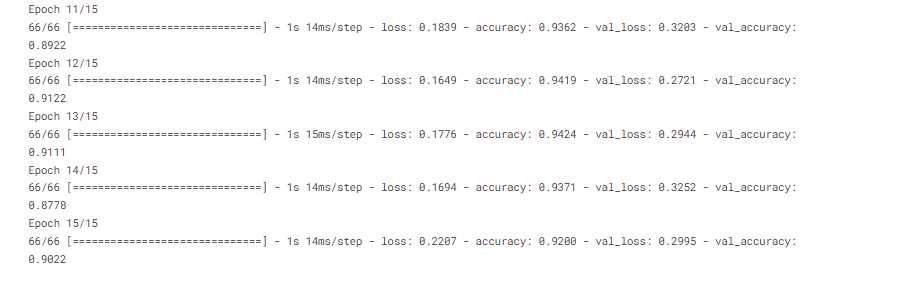 Epoch 11/15
66/66 [==============================] - 1s 14ms/step - loss: 0.1839 - accuracy: 0.9362 - val_loss: 0.3203 - val_accuracy:
0.8922
Epoch 12/15
66/66 [==============================] - 1s 14ms/step - loss: 0.1649 - accuracy: 0.9419 - val_loss: 0.2721 - val_accuracy:
0.9122
Epoch 13/15
66/66 [==============================] - 1s 15ms/step - loss: 0.1776 - accuracy: 0.9424 - val_loss: 0.2944 - val_accuracy:
0.9111
Epoch 14/15
66/66 [==============================] - 1s 14ms/step - loss: 0.1694 - accuracy: 0.9371 - val_loss: 0.3252 - val_accuracy:
0.8778
Epoch 15/15
66/66 [==============================] - 1s 14ms/step - loss: 0.2207 - accuracy: 0.9200 - val_loss: 0.2995 - val_accuracy:
0.9022